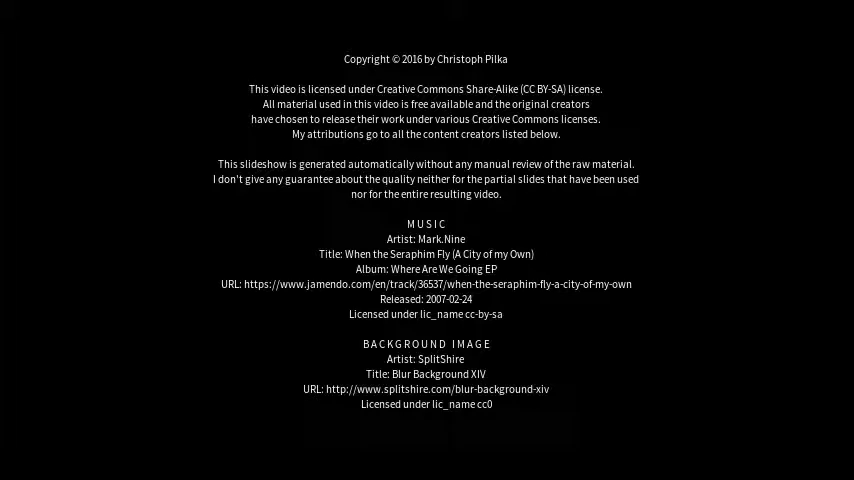 Copyright © 2016 by Christoph Pilka
This video is licensed under Creative Commons Share-Alike (CC BY-SA) license.
All material used in this video is free available and the original creators
have chosen to release their work under various Creative Commons licenses.
My attributions go to all the content creators listed below.
This slideshow is generated automatically without any manual review of the raw material.
I don't give any guarantee about the quality neither for the partial slides that have been used
nor for the entire resulting video.
MUSIC
Artist: Mark.Nine
Title: When the Seraphim Fly (A City of my Own)
Album: Where Are We Going EP
URL: https://www.jamendo.com/en/track/36537/when-the-seraphim-fly-a-city-of-my-own
Released: 2007-02-24
Licensed under lic_name cc-by-sa
BACKGROUND IMAGE
Artist: SplitShire
Title: Blur Background XIV
URL: http://www.splitshire.com/blur-background-xiv
Licensed under lic_name cc0